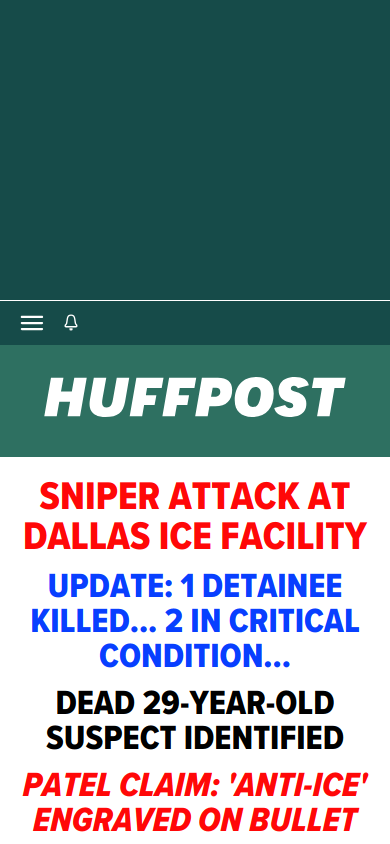 HUFFPOST
SNIPER ATTACK AT
DALLAS ICE FACILITY
UPDATE: 1 DETAINEE
KILLED... 2 IN CRITICAL
CONDITION...
DEAD 29-YEAR-OLD
SUSPECT IDENTIFIED
PATEL CLAIM: 'ANTI-ICE'
ENGRAVED ON BULLET